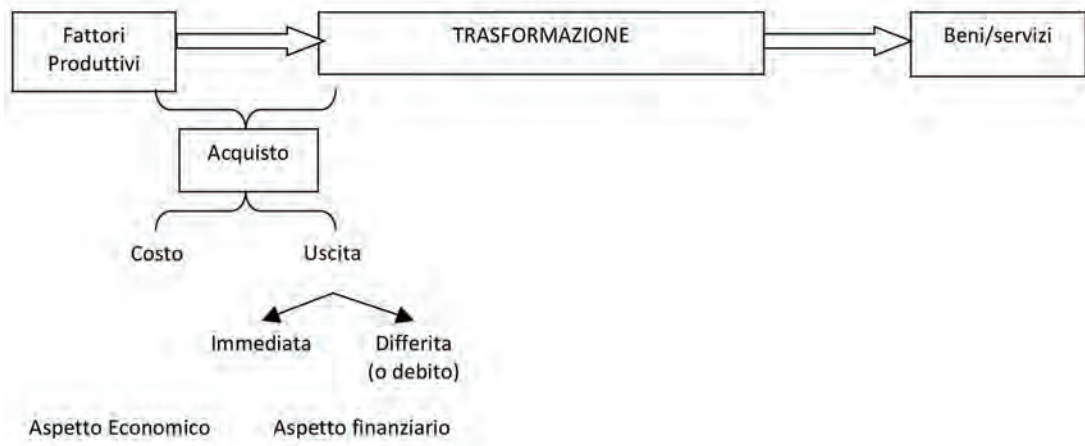 Fattori
Produttivi
TRASFORMAZIONE
Beni/servizi
Acquisto
Costo
Uscita
Immediata
Differita
(o debito)
Aspetto Economico
Aspetto finanziario